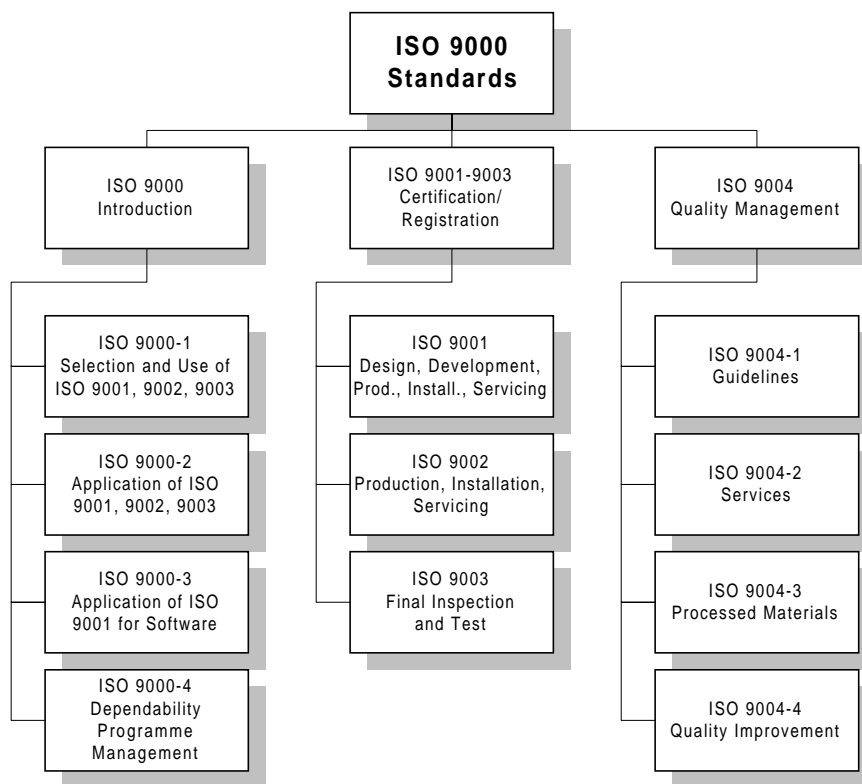 ISO 9000
Standards
ISO 9000
Introduction
ISO 9001-9003
Certification/
Registration
ISO 9004
Quality Management
ISO 9000-1
Selection and Use of
ISO 9001, 9002, 9003
ISO 9000-2
Application of ISO
9001, 9002, 9003
ISO 9000-3
Application of ISO
9001 for Software
ISO 9000-4
Dependability
Programme
Management
ISO 9001
Design, Development,
Prod., Install., Servicing
ISO 9002
Production, Installation,
Servicing
ISO 9003
Final Inspection
and Test
ISO 9004-1
Guidelines
ISO 9004-2
Services
ISO 9004-3
Processed Materials
ISO 9004-4
Quality Improvement